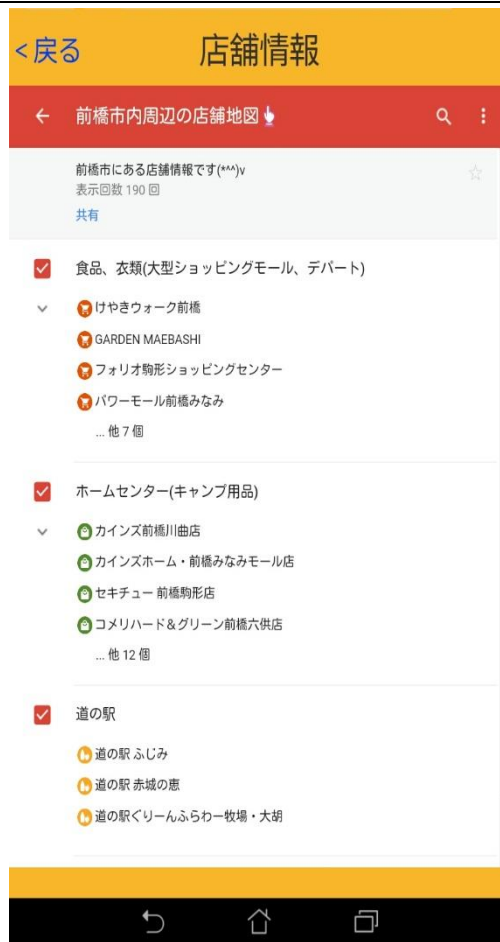 <戻る
店舗情報
前橋市内周辺の店舗地図
前橋市にある店舗情報です(*^^)v
表示回数 190 回
共有
食品、衣類(大型ショッピングモール、デパート)
けやきウォーク前橋
GARDEN MAEBASHI
フォリオ駒形ショッピングセンター
パワーモール前橋みなみ
... 他 7 個
ホームセンター(キャンプ用品)
カインズ前橋川曲店
カインズホーム・前橋みなみモール店
セキチュー 前橋駒形店
コメリハード&グリーン前橋六供店
... 他 12 個
道の駅
道の駅 ふじみ
道の駅 赤城の恵
道の駅ぐりーんふらわー牧場・大胡